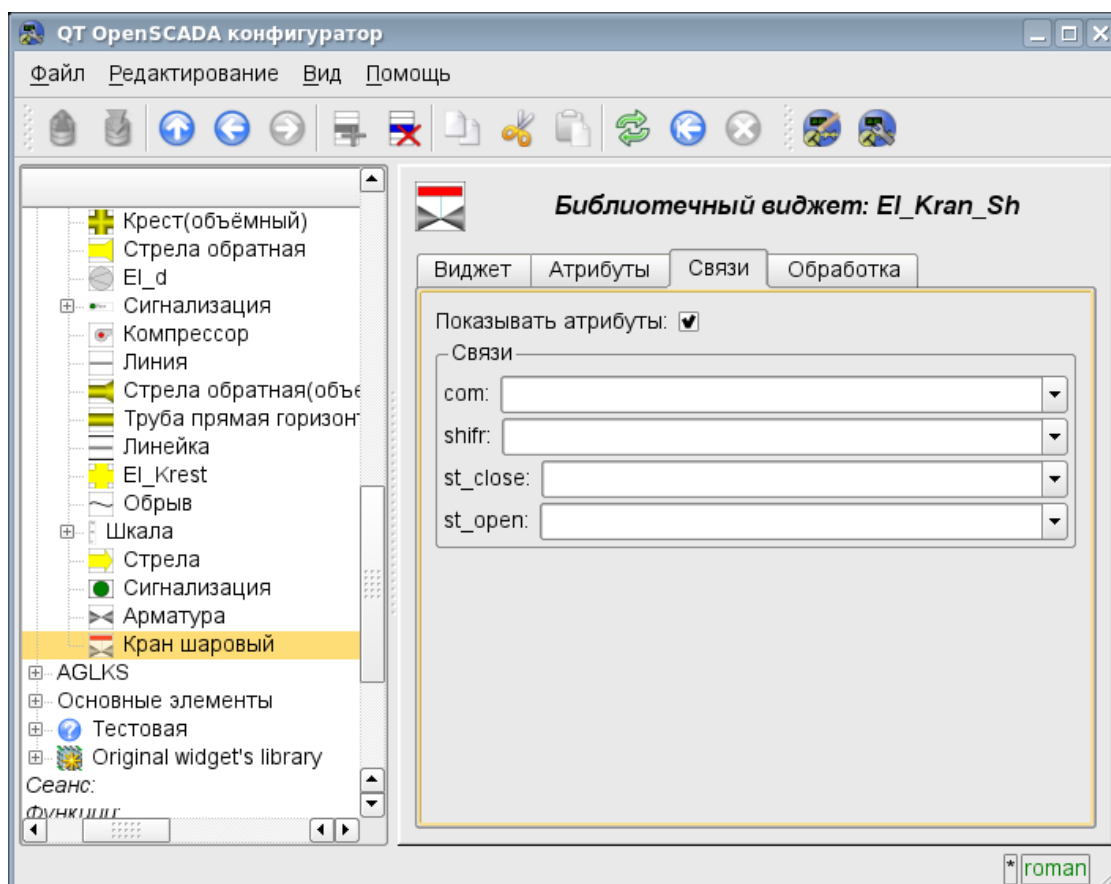 QT OpenSCADA конфигуратор
Файл Редактирование Вид Помощь
Крест(объёмный)
Стрела обратная
El_d
Сигнализация
Компрессор
Линия
Стрела обратная(объе
Труба прямая горизонт
Линейка
El_Krest
Обрыв
Шкала
Стрела
Сигнализация
Арматура
Кран шаровый
AGLKS
Основные элементы
Тестовая
Original widget's library
Сеанс:
Функции:
Библиотечный виджет: El_Kran_Sh
Виджет Атрибуты Связи Обработка
Показывать атрибуты:
Связи
com:
shifr:
st_close:
st_open:
* roman